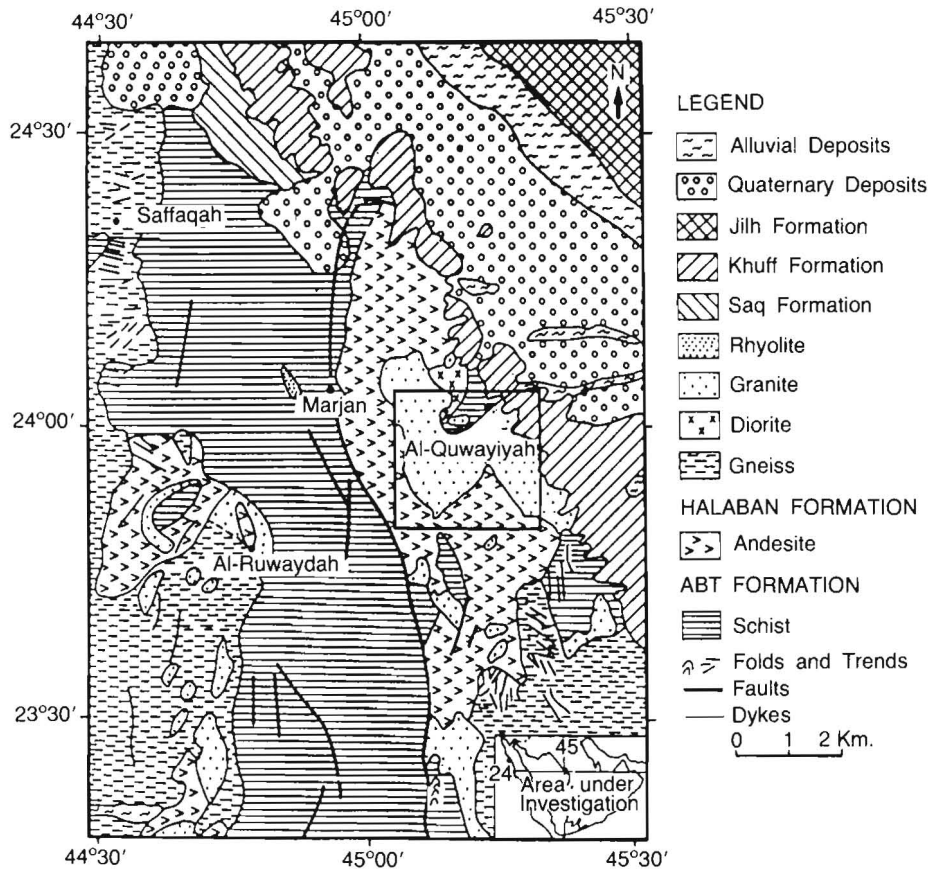 44°30′ 45°00′ 45°30′
N
24°30′
Saffaqah
Marjan
24°00′
Al-Quwayiyah
Al-Ruwaydah
23°30′
45
24
Area under
Investigation
44°30′ 45°00′ 45°30′
LEGEND
Alluvial Deposits
Quaternary Deposits
Jilh Formation
Khuff Formation
Saq Formation
Rhyolite
Granite
Diorite
Gneiss
HALABAN FORMATION
Andesite
ABT FORMATION
Schist
Folds and Trends
Faults
Dykes
0 1 2 Km.